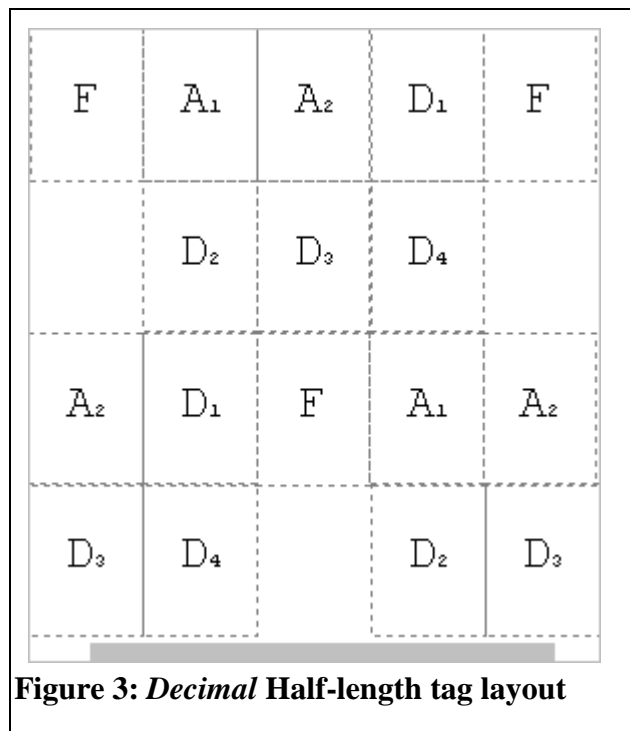 F A₁ A₂ D₁ F
D₂ D₃ D₄
A₂ D₁ F A₁ A₂
D₃ D₄ D₂ D₃
Figure 3: Decimal Half-length tag layout